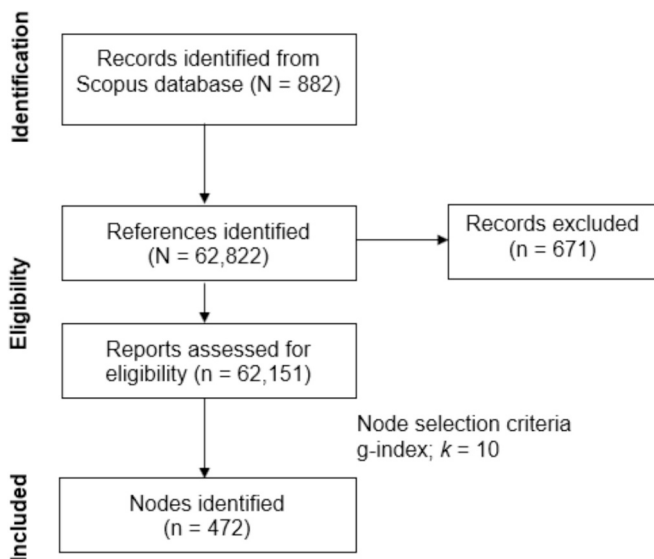 Identification
Records identified from
Scopus database (N = 882)
Eligibility
References identified
(N = 62,822)
Records excluded
(n = 671)
Reports assessed for
eligibility (n = 62,151)
Node selection criteria
g-index; k = 10
Included
Nodes identified
(n = 472)